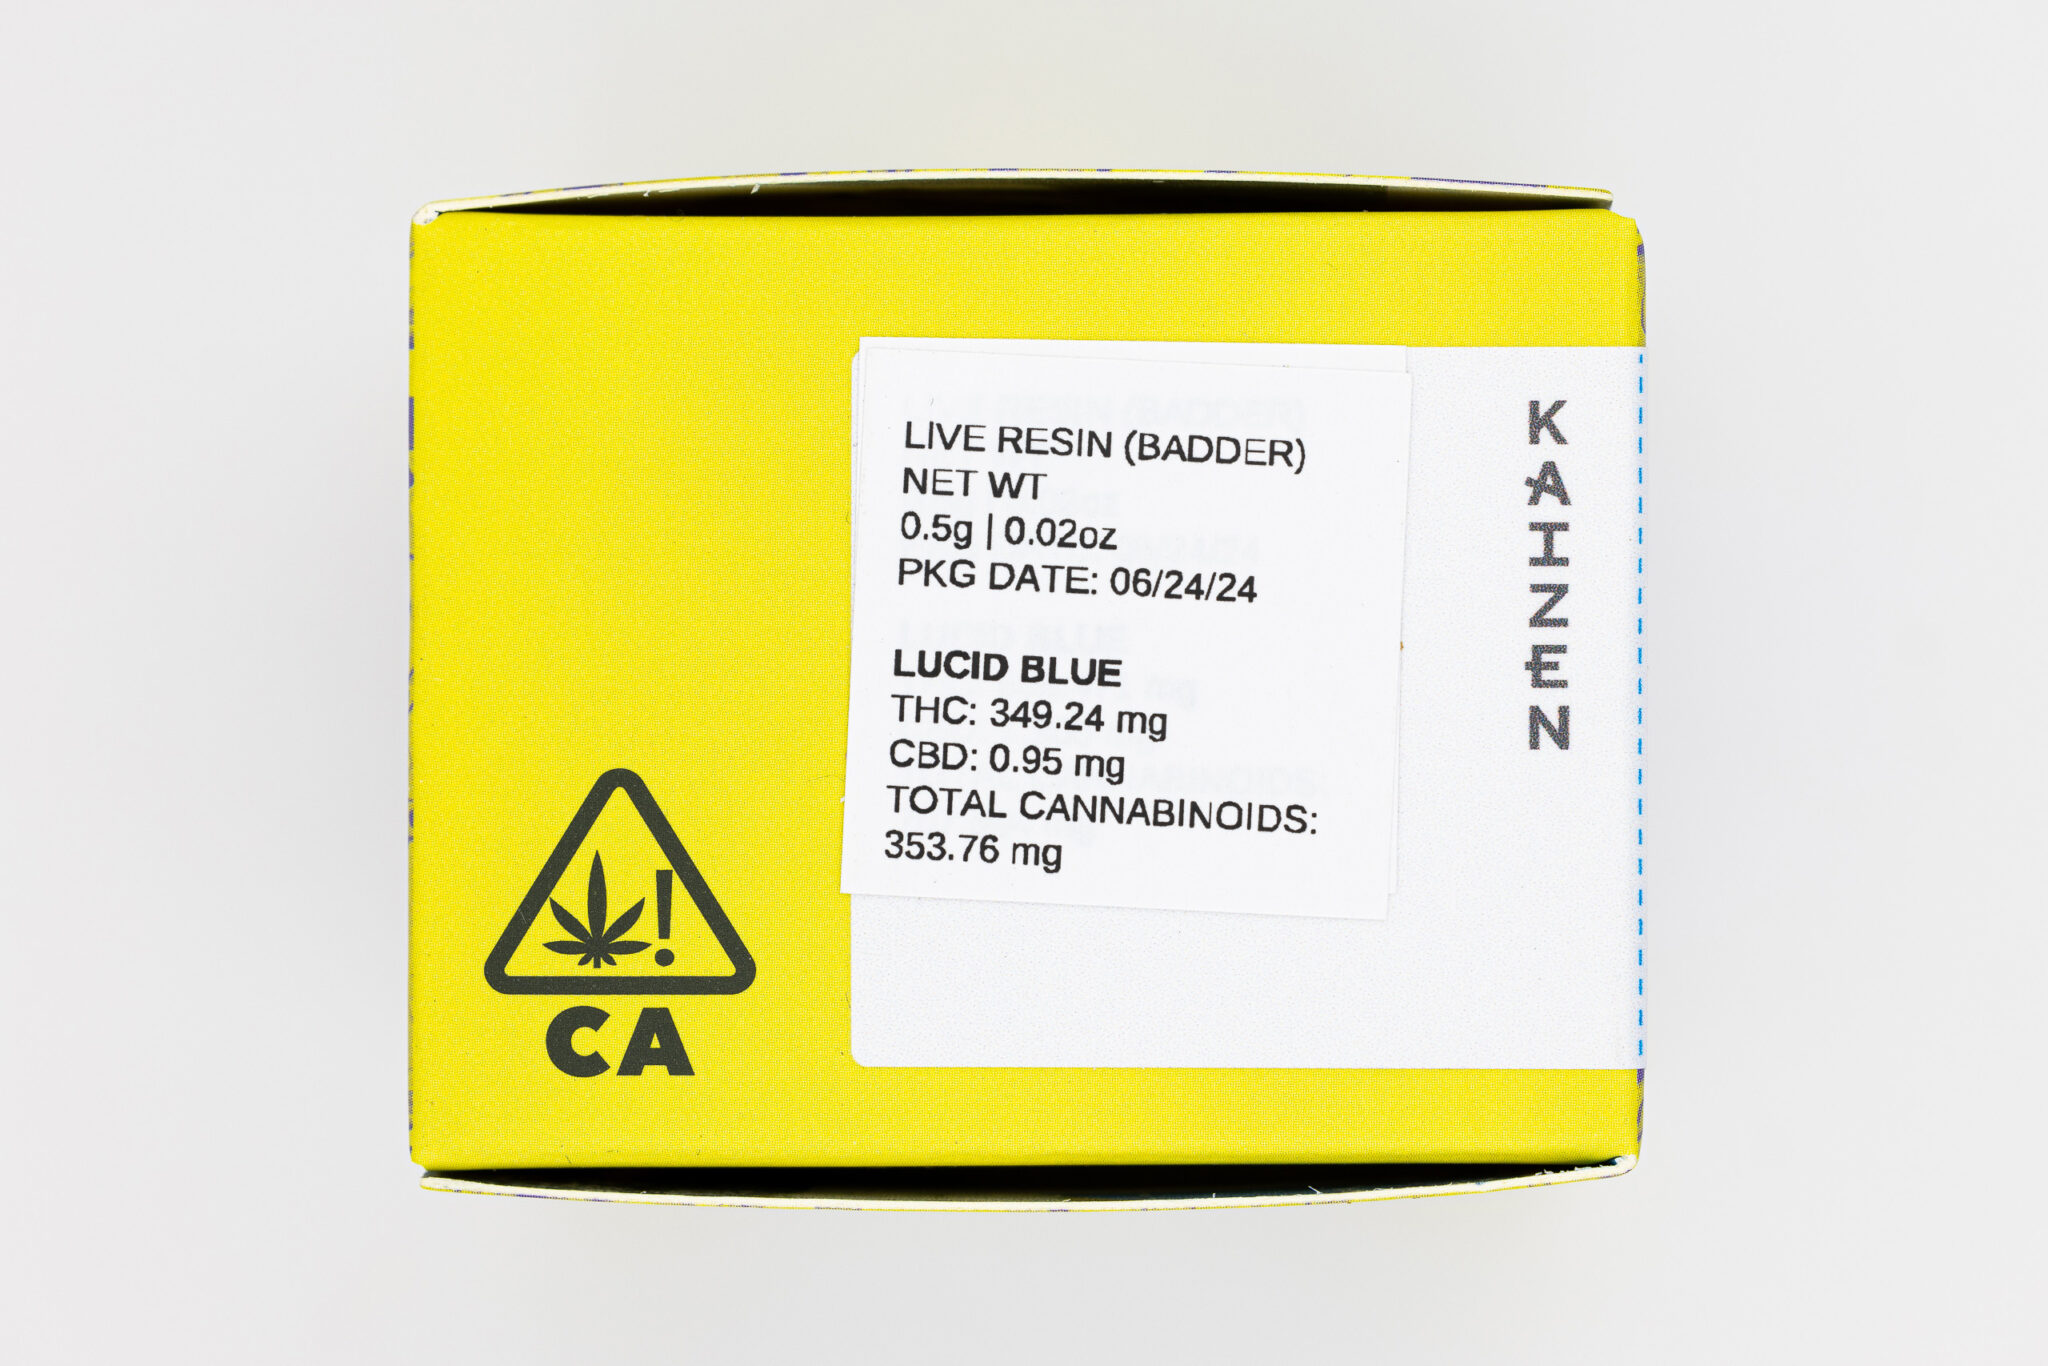 LIVE RESIN (BADDER)
NET WT
0.5g | 0.02oz
PKG DATE: 06/24/24
LUCID BLUE
THC: 349.24 mg
CBD: 0.95 mg
TOTAL CANNABINOIDS:
353.76 mg
KAIZEN
!
CA